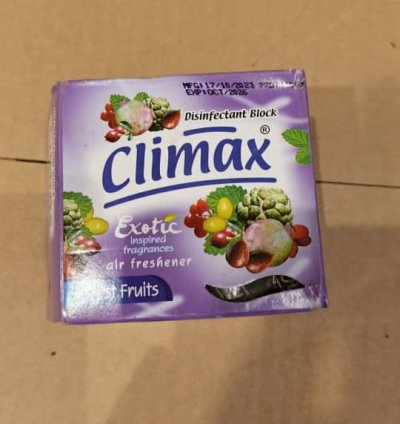 MFG:17/10/2023
EXP:OCT/2026
Disinfectant Block
Climax®
Exotic
Inspired
fragrances
air freshener
Fruits